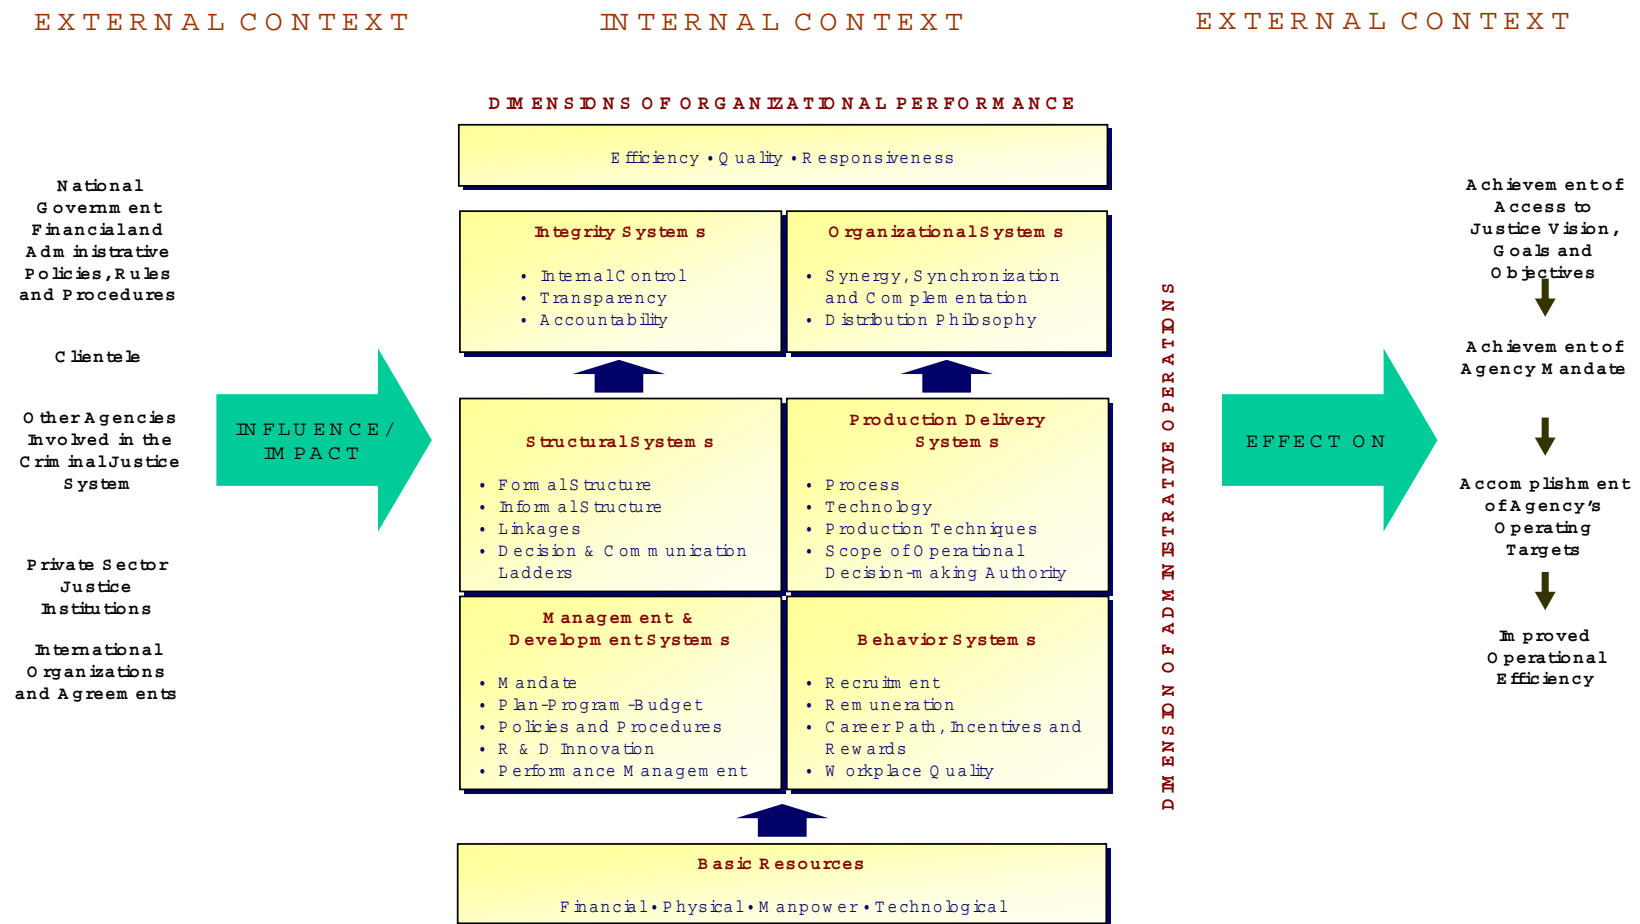 EXTERNAL CONTEXT
INTERNAL CONTEXT
EXTERNAL CONTEXT
DIMENSIONS OF ORGANIZATIONAL PERFORMANCE
Efficiency • Quality • Responsiveness
National
Government
Financial and
Administrative
Policies, Rules
and Procedures
Clientele
Other Agencies
Involved in the
Criminal Justice
System
Private Sector
Justice
Institutions
International
Organizations
and Agreements
INFLUENCE/
IMPACT
Integrity Systems
• Internal Control
• Transparency
• Accountability
Organizational Systems
• Synergy, Synchronization
and Complementation
• Distribution Philosophy
Structural Systems
• Formal Structure
• Informal Structure
• Linkages
• Decision & Communication
Ladders
Production Delivery
Systems
• Process
• Technology
• Production Techniques
• Scope of Operational
Decision-making Authority
Management &
Development Systems
• Mandate
• Plan-Program-Budget
• Policies and Procedures
• R & D Innovation
• Performance Management
Behavior Systems
• Recruitment
• Remuneration
• Career Path, Incentives and
Rewards
• Workplace Quality
Basic Resources
Financial • Physical • Manpower • Technological
DIMENSION OF ADMINISTRATIVE OPERATIONS
EFFECT ON
Achievement of
Access to
Justice Vision,
Goals and
Objectives
Achievement of
Agency Mandate
Accomplishment
of Agency's
Operating
Targets
Improved
Operational
Efficiency